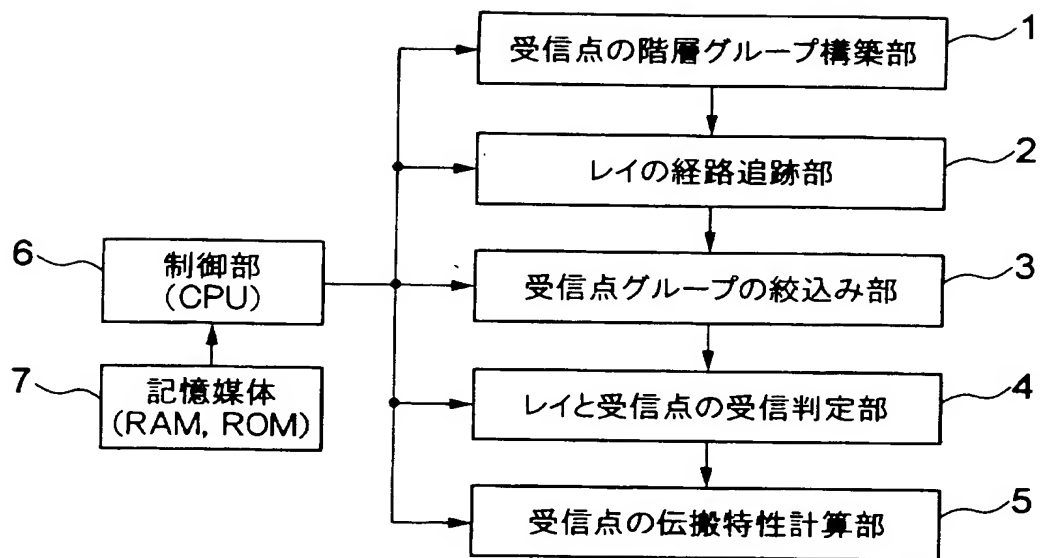 1
受信点の階層グループ構築部
2
レイの経路追跡部
6
制御部
(CPU)
3
受信点グループの絞込み部
7
記憶媒体
(RAM, ROM)
4
レイと受信点の受信判定部
5
受信点の伝搬特性計算部